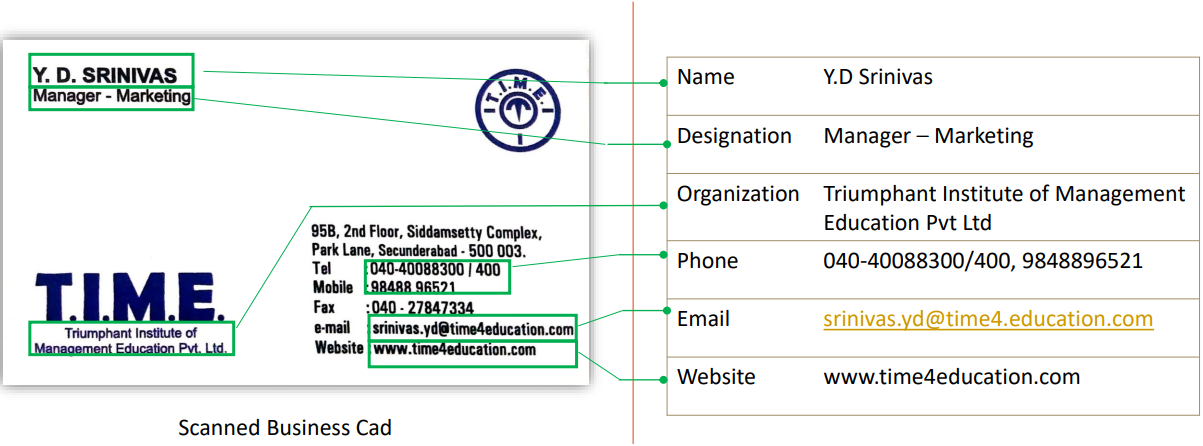 Y. D. SRINIVAS
Manager - Marketing
T.I.M.E.
T.I.M.E.
Triumphant Institute of
Management Education Pvt. Ltd.
95B, 2nd Floor, Siddamsetty Complex,
Park Lane, Secunderabad - 500 003.
Tel :040-40088300 / 400
Mobile :98488 96521
Fax :040 - 27847334
e-mail :srinivas.yd@time4education.com
Website :www.time4education.com
Scanned Business Cad
Name Y.D Srinivas
Designation Manager – Marketing
Organization Triumphant Institute of Management
Education Pvt Ltd
Phone 040-40088300/400, 9848896521
Email srinivas.yd@time4.education.com
Website www.time4education.com